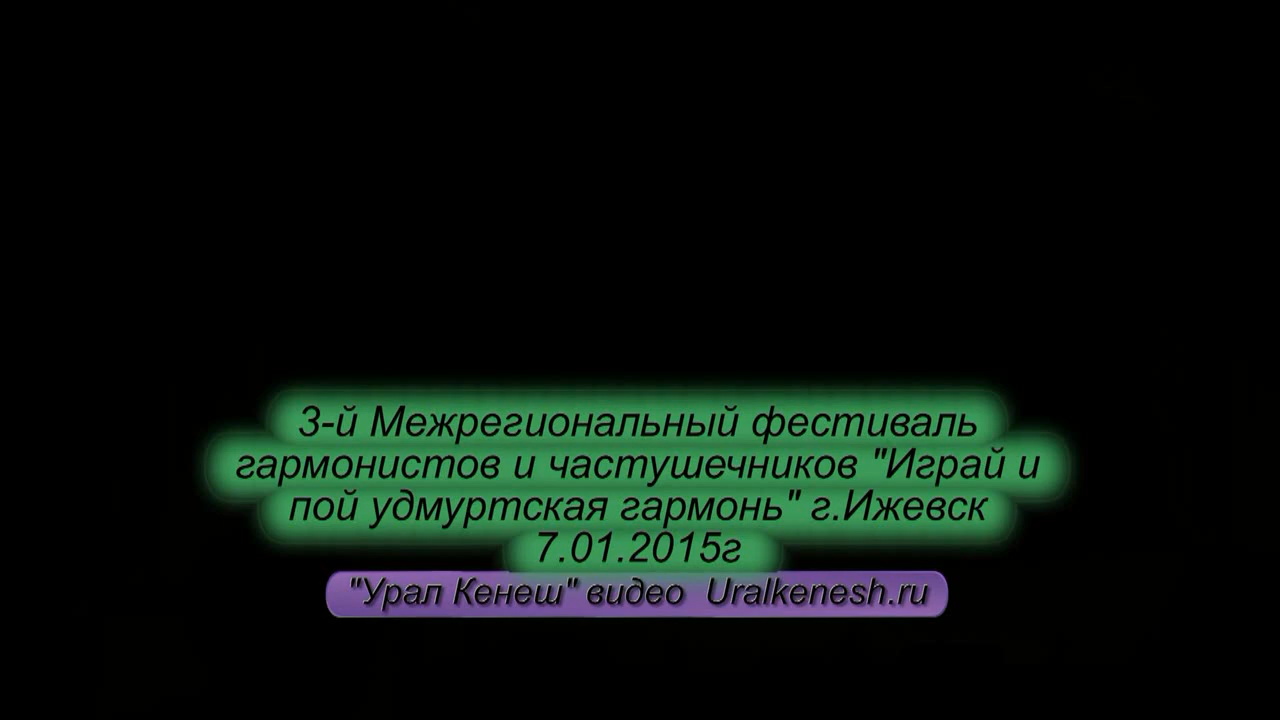 3-й Межрегиональный фестиваль
гармонистов и частушечников "Играй и
пой удмуртская гармонь" г.Ижевск
7.01.2015г
"Урал Кенеш" видео Uralkenesh.ru